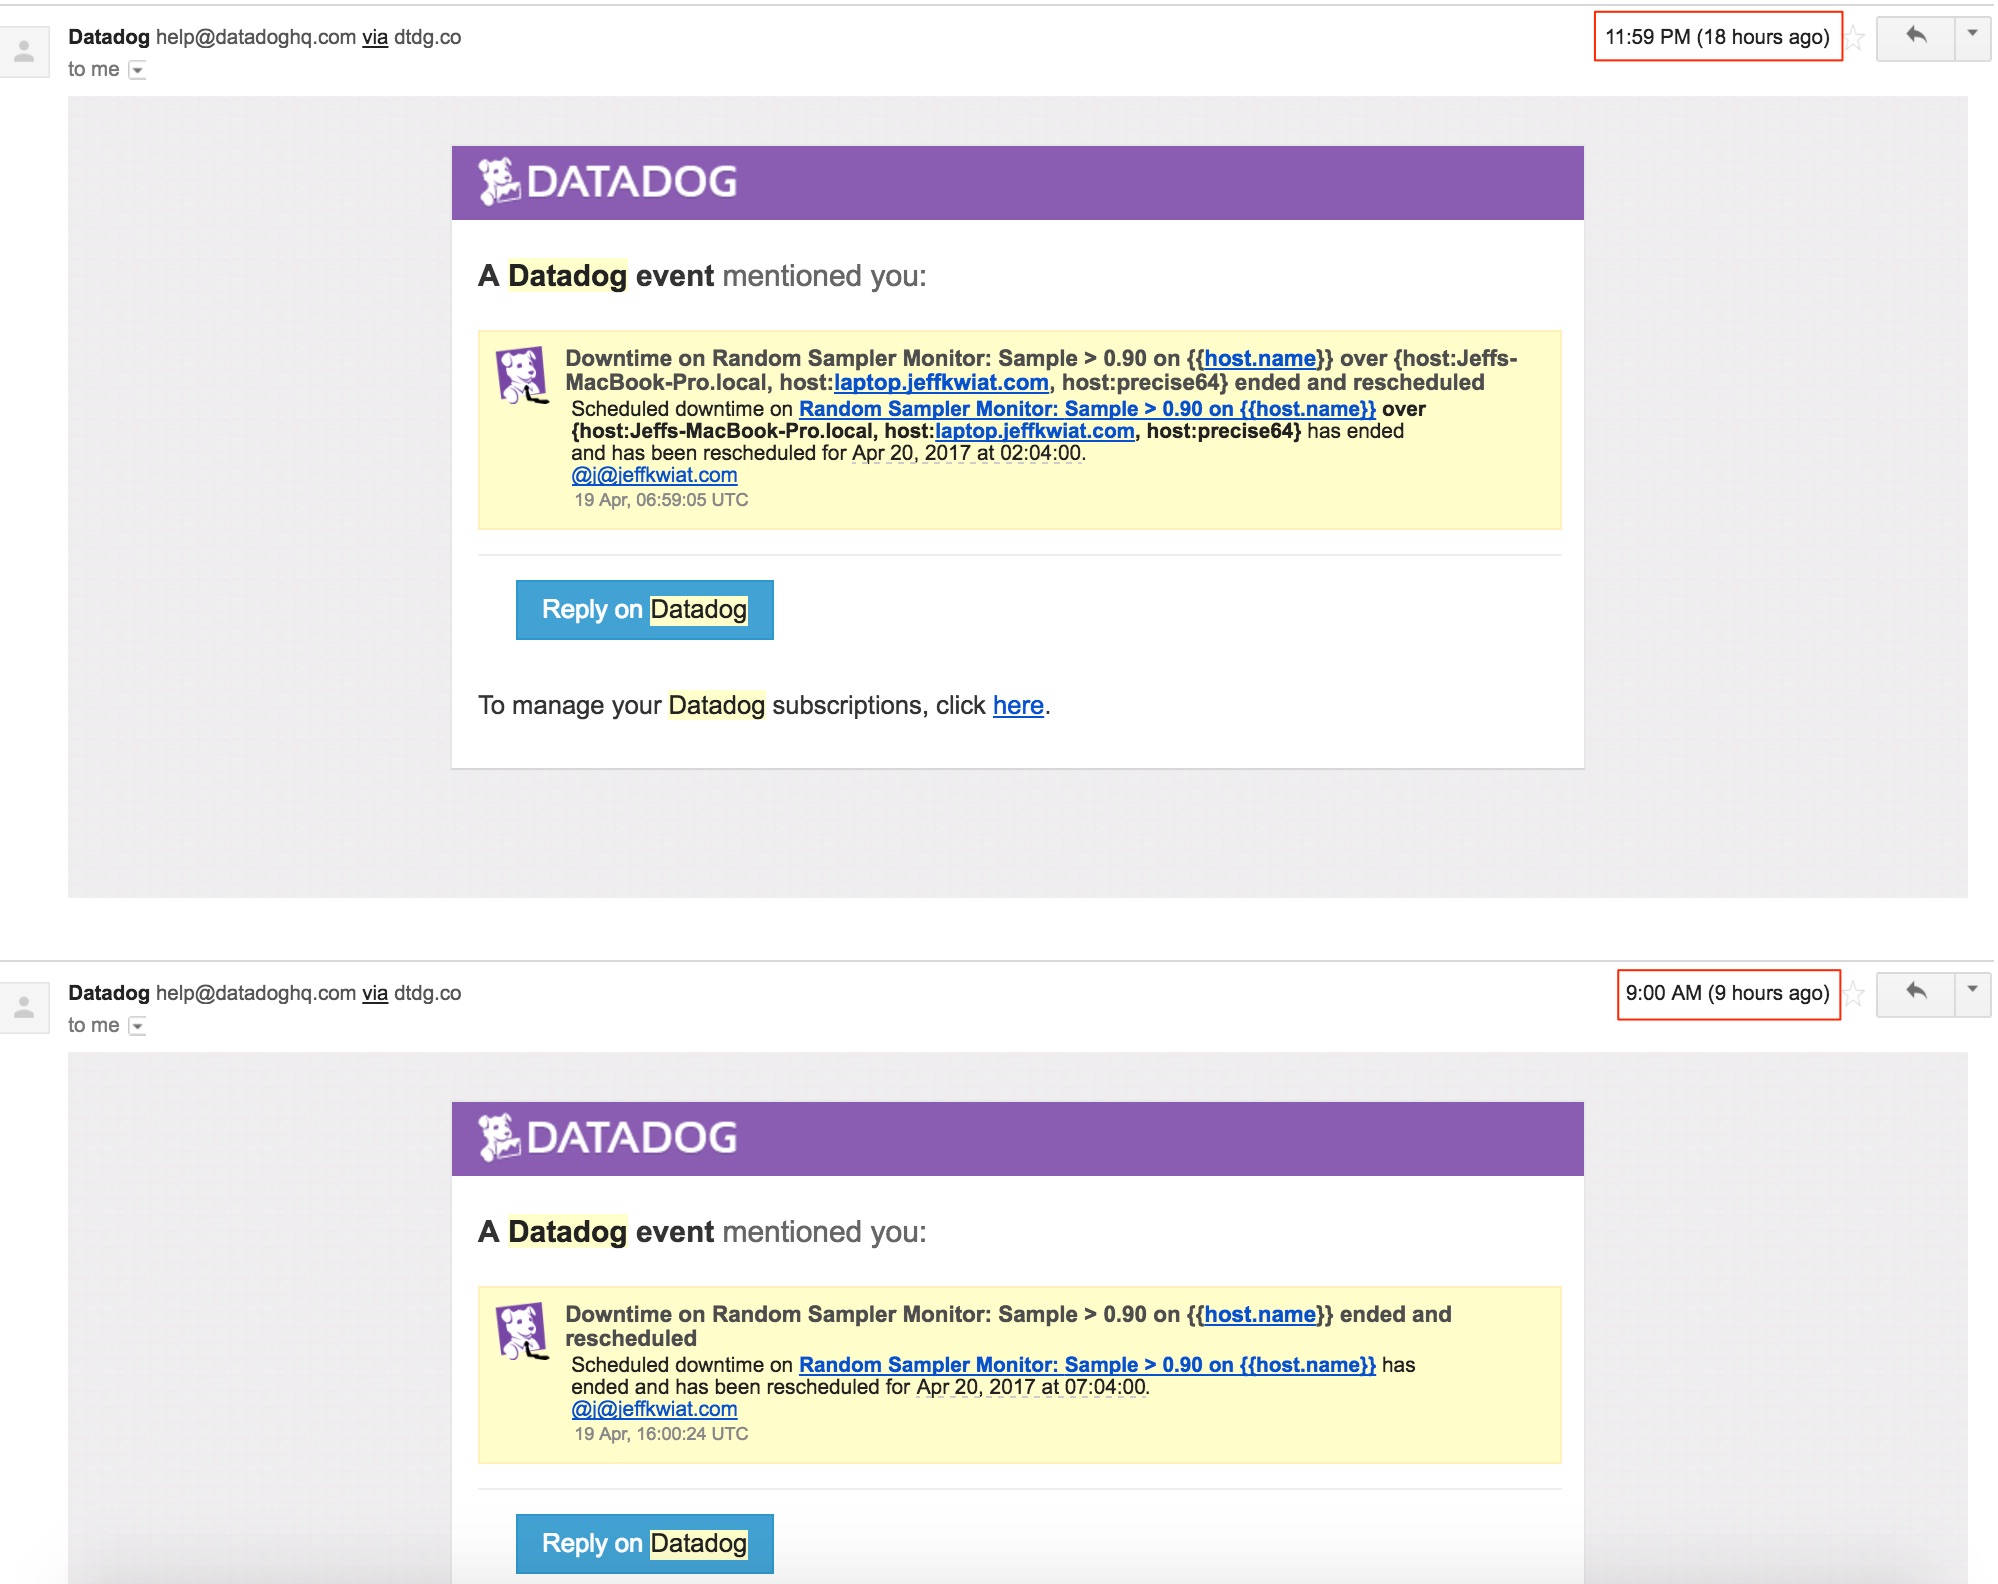 Datadog help@datadoghq.com via dtdg.co
11:59 PM (18 hours ago)
to me
DATADOG
A Datadog event mentioned you:
Downtime on Random Sampler Monitor: Sample > 0.90 on {{host.name}} over {host:Jeffs-
MacBook-Pro.local, host:laptop.jeffkwiat.com, host:precise64} ended and rescheduled
Scheduled downtime on Random Sampler Monitor: Sample > 0.90 on {{host.name}} over
{host:Jeffs-MacBook-Pro.local, host:laptop.jeffkwiat.com, host:precise64} has ended
and has been rescheduled for Apr 20, 2017 at 02:04:00.
@j@jeffkwiat.com
19 Apr, 06:59:05 UTC
Reply on Datadog
To manage your Datadog subscriptions, click here.
Datadog help@datadoghq.com via dtdg.co
9:00 AM (9 hours ago)
to me
DATADOG
A Datadog event mentioned you:
Downtime on Random Sampler Monitor: Sample > 0.90 on {{host.name}} ended and
rescheduled
Scheduled downtime on Random Sampler Monitor: Sample > 0.90 on {{host.name}} has
ended and has been rescheduled for Apr 20, 2017 at 07:04:00.
@j@jeffkwiat.com
19 Apr, 16:00:24 UTC
Reply on Datadog